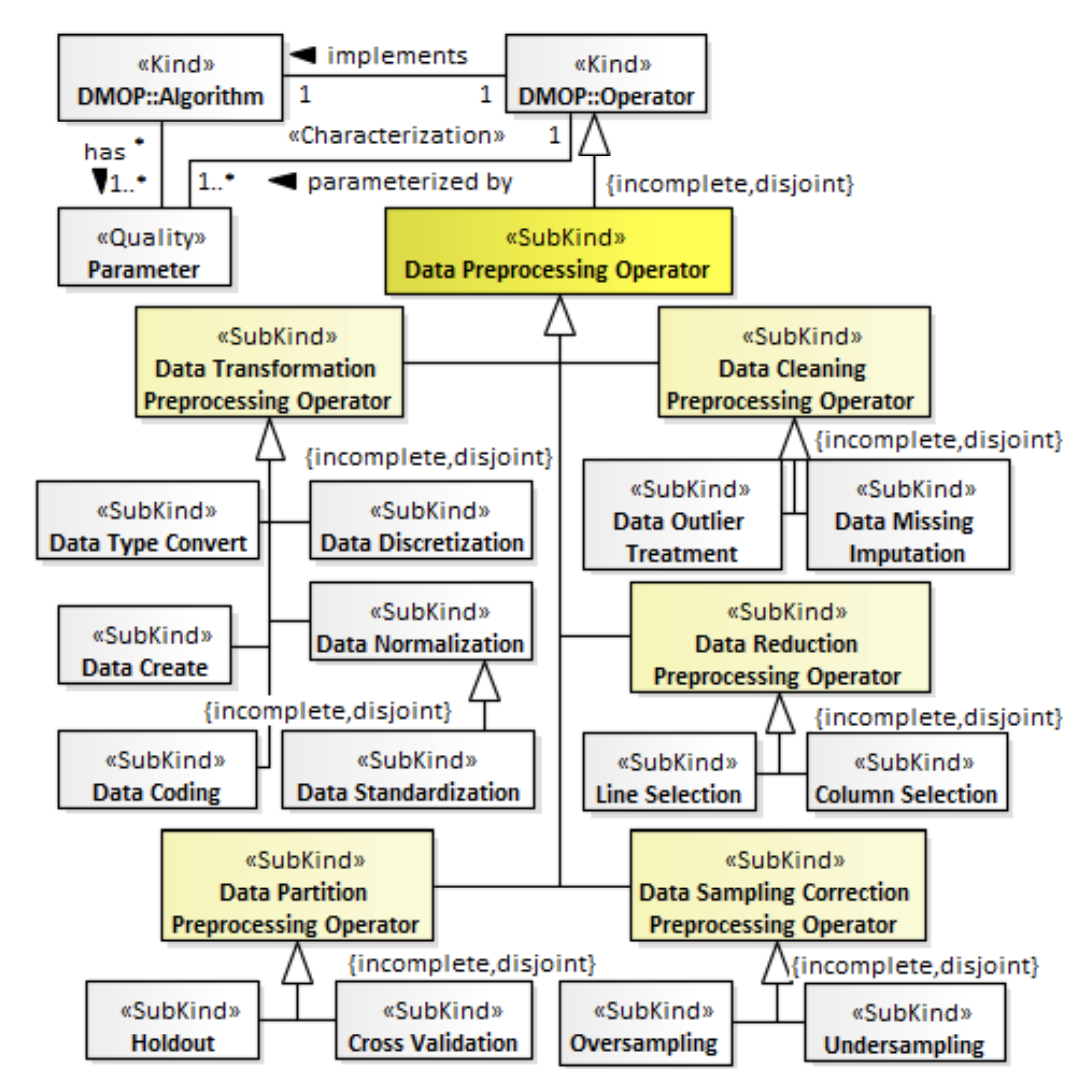 «Kind»
DMOP::Algorithm
implements
1
1
«Kind»
DMOP::Operator
«Characterization»
1
has
*
1..*
1..*
parameterized by
{incomplete,disjoint}
«Quality»
Parameter
«SubKind»
Data Preprocessing Operator
«SubKind»
Data Transformation
Preprocessing Operator
«SubKind»
Data Cleaning
Preprocessing Operator
{incomplete,disjoint}
{incomplete,disjoint}
«SubKind»
Data Type Convert
«SubKind»
Data Discretization
«SubKind»
Data Outlier
Treatment
«SubKind»
Data Missing
Imputation
«SubKind»
Data Create
«SubKind»
Data Normalization
«SubKind»
Data Reduction
Preprocessing Operator
{incomplete,disjoint}
{incomplete,disjoint}
«SubKind»
Data Coding
«SubKind»
Data Standardization
«SubKind»
Line Selection
«SubKind»
Column Selection
«SubKind»
Data Partition
Preprocessing Operator
«SubKind»
Data Sampling Correction
Preprocessing Operator
{incomplete,disjoint}
{incomplete,disjoint}
«SubKind»
Holdout
«SubKind»
Cross Validation
«SubKind»
Oversampling
«SubKind»
Undersampling